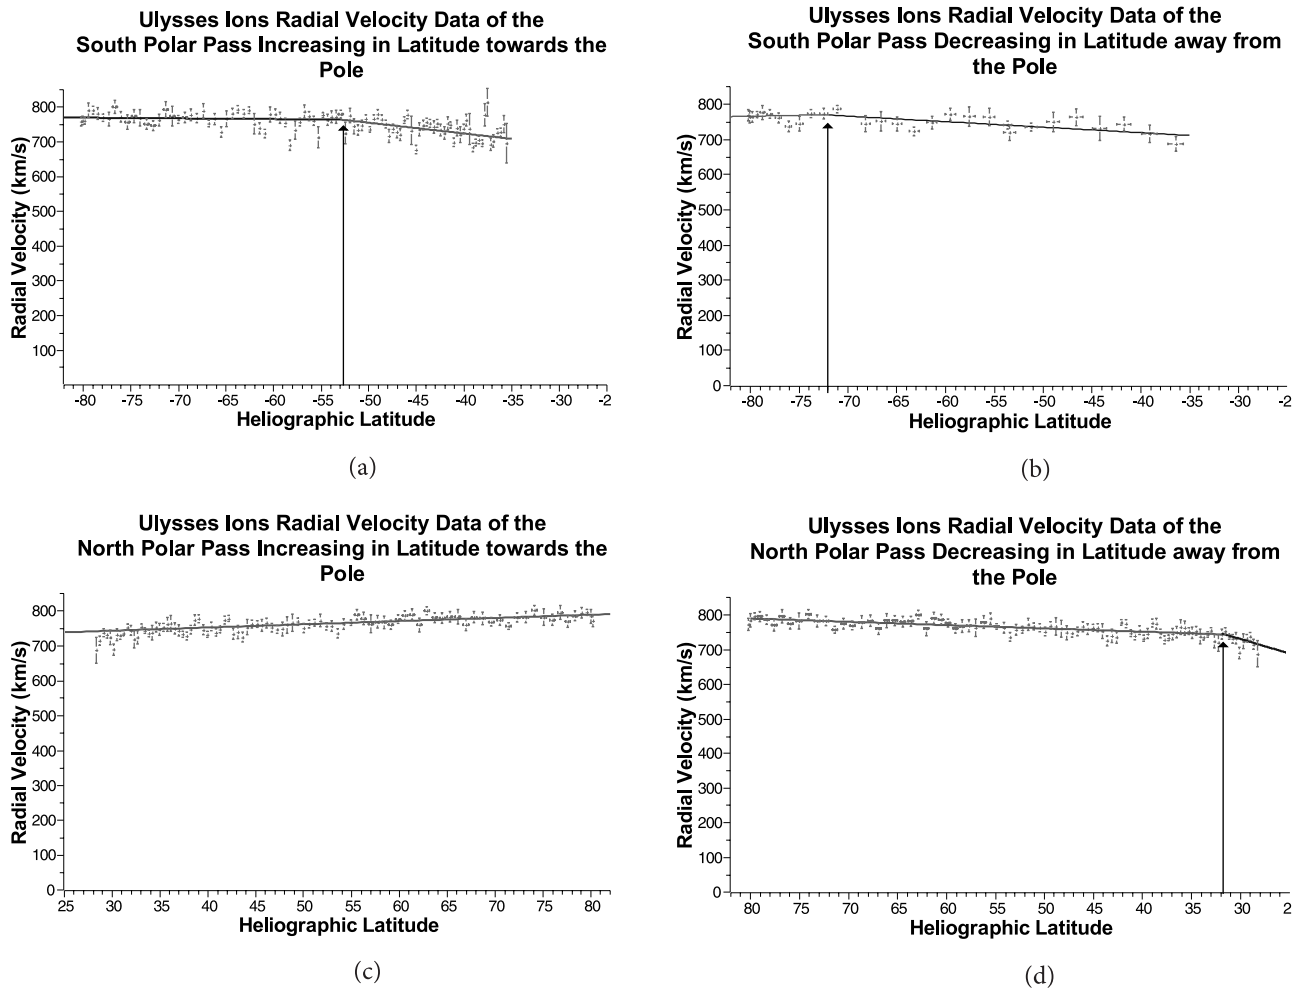 Ulysses Ions Radial Velocity Data of the
South Polar Pass Increasing in Latitude towards the
Pole
800
700
600
500
400
300
200
100
Radial Velocity (km/s)
-80 -75 -70 -65 -60 -55 -50 -45 -40 -35 -30 -2
Heliographic Latitude
(a)
Ulysses Ions Radial Velocity Data of the
South Polar Pass Decreasing in Latitude away from
the Pole
800
700
600
500
400
300
200
100
0
Radial Velocity (km/s)
-80 -75 -70 -65 -60 -55 -50 -45 -40 -35 -30 -2
Heliographic Latitude
(b)
Ulysses Ions Radial Velocity Data of the
North Polar Pass Increasing in Latitude towards the
Pole
800
700
600
500
400
300
200
100
0
Radial Velocity (km/s)
25 30 35 40 45 50 55 60 65 70 75 80
Heliographic Latitude
(c)
Ulysses Ions Radial Velocity Data of the
North Polar Pass Decreasing in Latitude away from
the Pole
800
700
600
500
400
300
200
100
0
Radial Velocity (km/s)
80 75 70 65 60 55 50 45 40 35 30 2
Heliographic Latitude
(d)